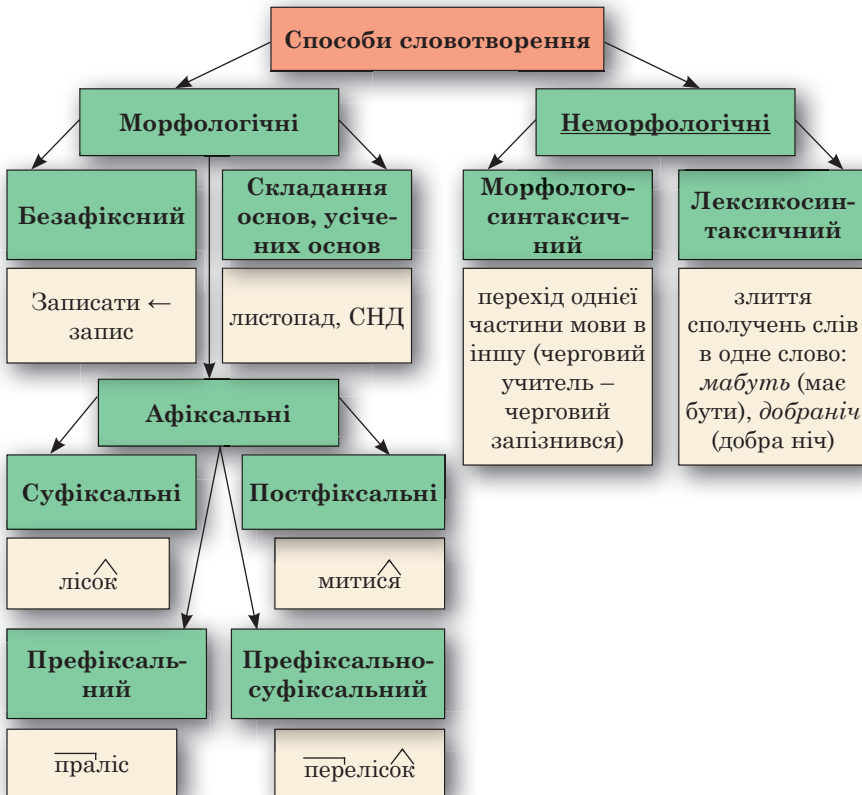 Способи словотворення
Морфологічні
Неморфологічні
Безафіксний
Складання
основ, усіче-
них основ
Морфолого-
синтаксич-
ний
Лексикосин-
таксичний
Записати ←
запис
листопад, СНД
перехід однієї
частини мови в
іншу (черговий
учитель –
черговий
запізнився)
злиття
сполучень слів
в одне слово:
мабуть (має
бути), добраніч
(добра ніч)
Афіксальні
Суфіксальні
Постфіксальні
лісок
митися
Префіксаль-
ний
Префіксально-
суфіксальний
праліс
перелісок